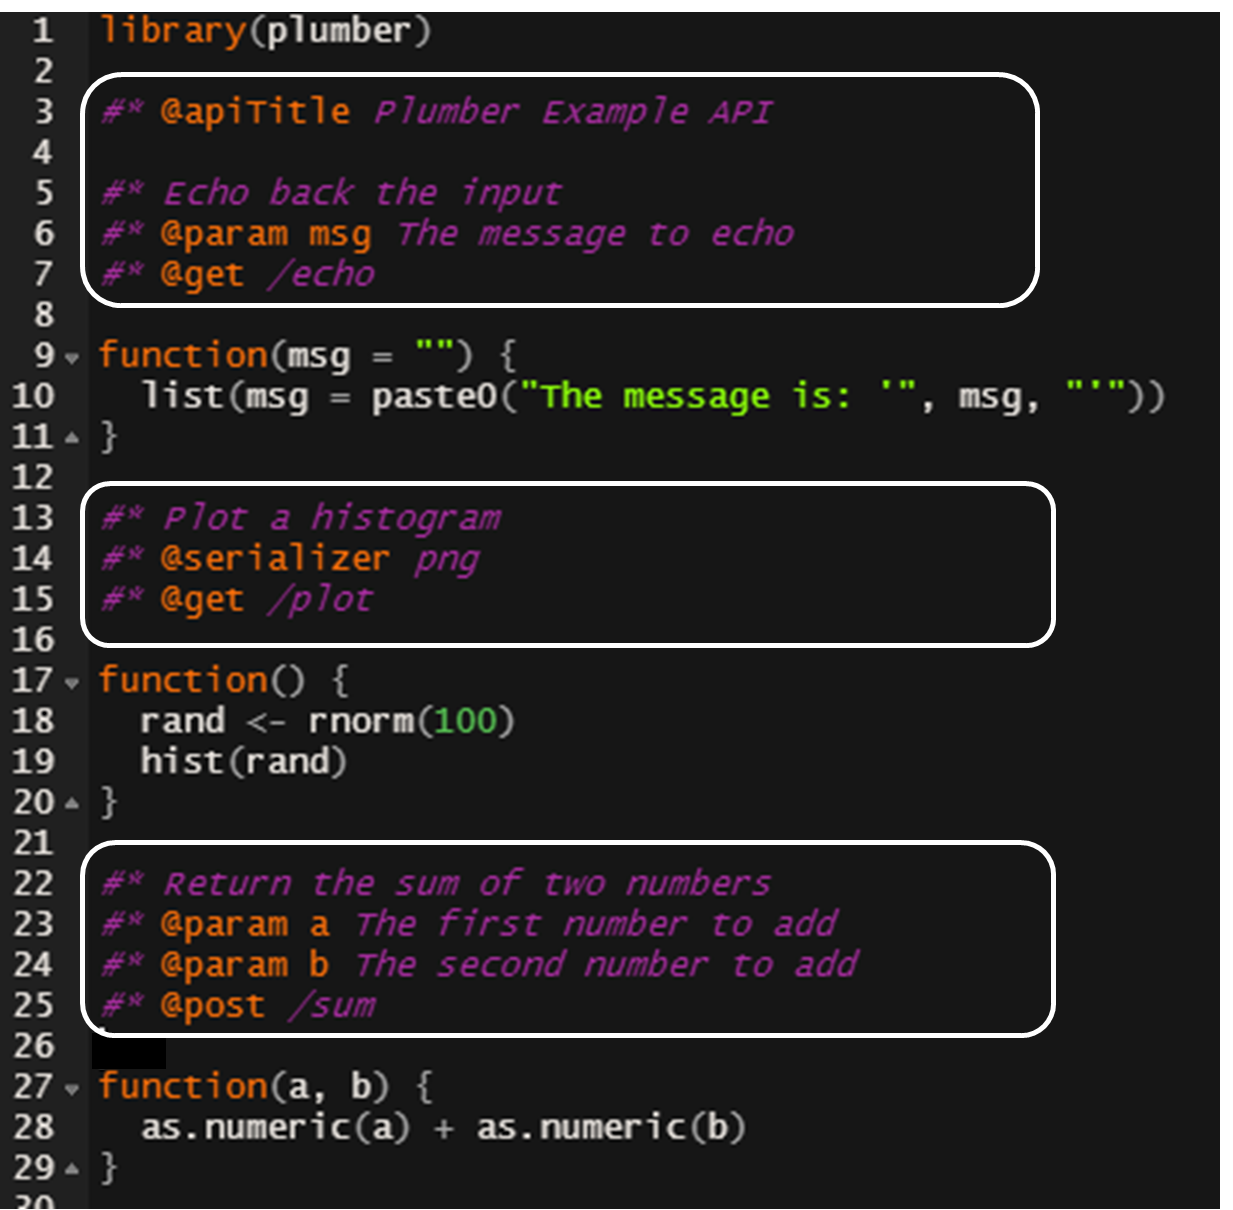 1 library(plumber)
2
3 #* @apiTitle Plumber Example API
4
5 #* Echo back the input
6 #* @param msg The message to echo
7 #* @get /echo
8
9 function(msg = "") {
10   list(msg = paste0("The message is: '", msg, "'"))
11 }
12
13 #* Plot a histogram
14 #* @serializer png
15 #* @get /plot
16
17 function() {
18   rand <- rnorm(100)
19   hist(rand)
20 }
21
22 #* Return the sum of two numbers
23 #* @param a The first number to add
24 #* @param b The second number to add
25 #* @post /sum
26
27 function(a, b) {
28   as.numeric(a) + as.numeric(b)
29 }
30